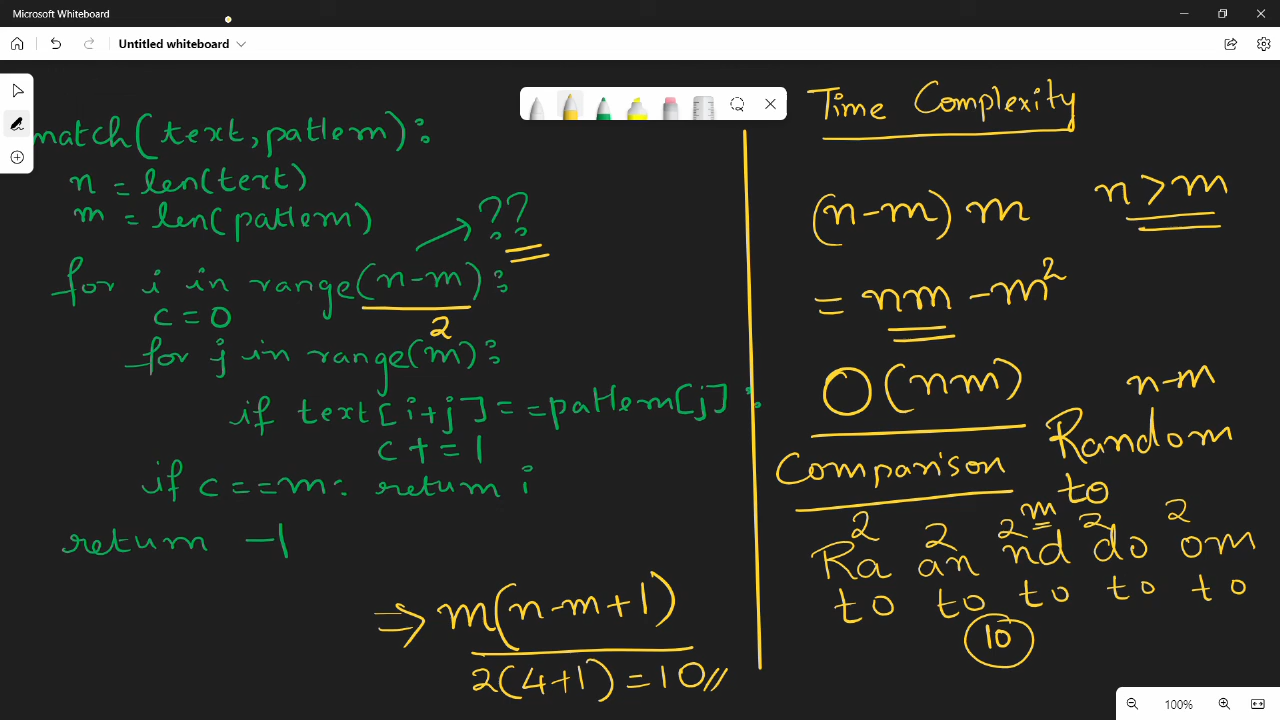 Microsoft Whiteboard
Untitled whiteboard
match(text,pattern):
n = len(text)
m = len(pattern)
??
for i in range(n-m):
2
c=0
for j in range(m):
if text[i+j]==pattern[j]:
c+=1
if c==m: return i
return -1
⇒ m(n-m+1)
2(4+1)=10//
Time Complexity
(n-m) m n>m
= nm -m²
O(nm) n-m
Comparison Random
to
m
2 2 2 2 2
Ra an nd do om
to to to to to
10
100%